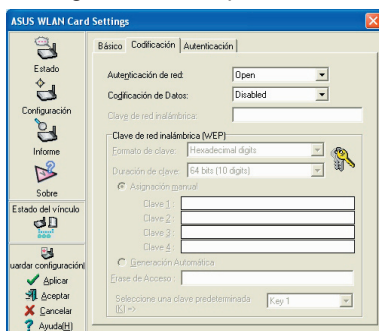 ASUS WLAN Card Settings
Básico Codificación Autenticación
Estado
Configuración
Informe
Sobre
Estado del vínculo
uardar configuración
Aplicar
Aceptar
Cancelar
Ayuda(H)
Autenticación de red: Open
Codificación de Datos: Disabled
Clave de red inalámbrica:
Clave de red inalámbrica (WEP)
Formato de clave: Hexadecimal digits
Duración de clave: 64 bits (10 digits)
Asignación manual
Clave 1:
Clave 2:
Clave 3:
Clave 4:
Generación Automática
Frase de Acceso:
Seleccione una clave predeterminada Key 1
(K) =>